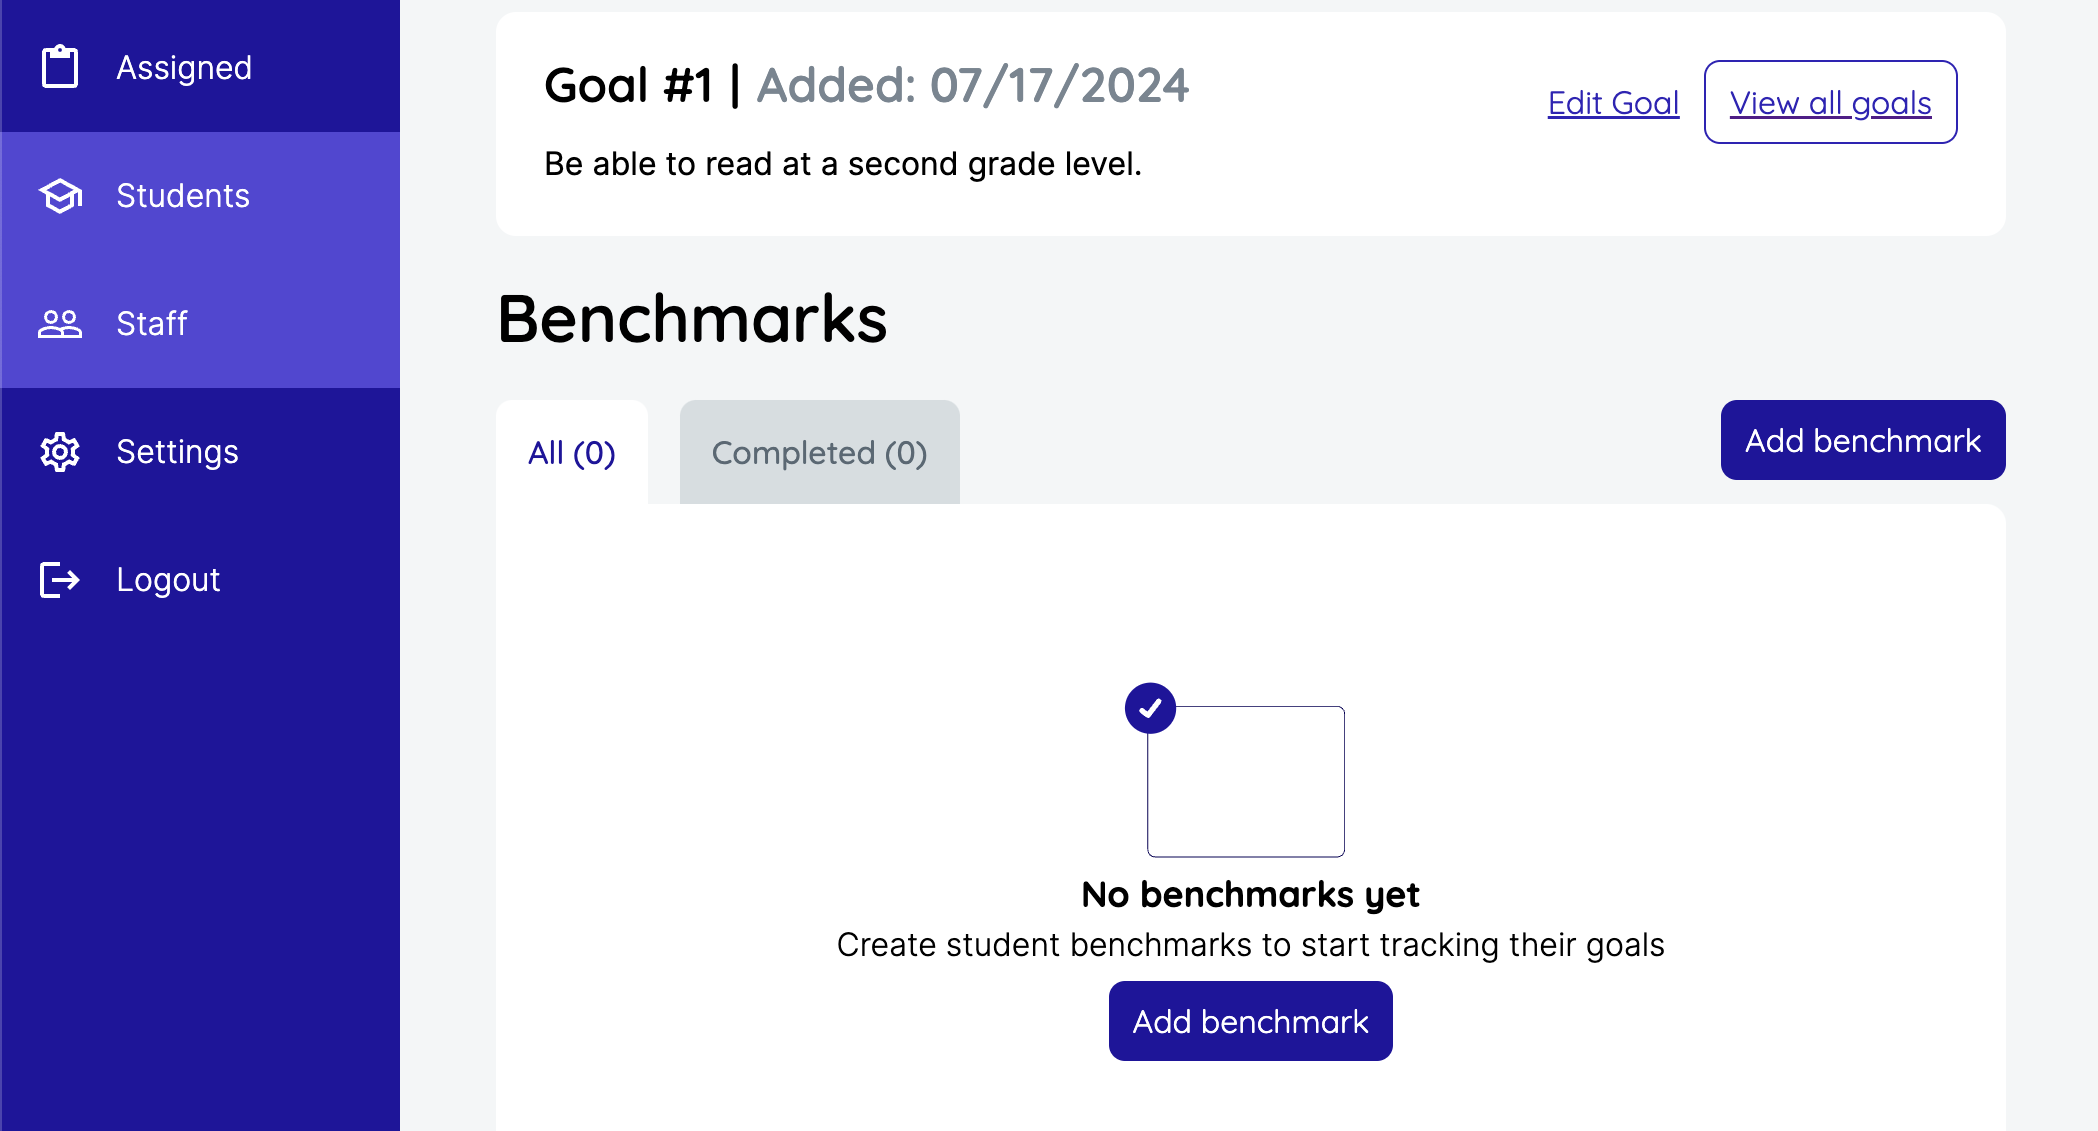 Assigned
Students
Staff
Settings
Logout
Goal #1 | Added: 07/17/2024
Be able to read at a second grade level.
Edit Goal
View all goals
Benchmarks
All (0)
Completed (0)
Add benchmark
No benchmarks yet
Create student benchmarks to start tracking their goals
Add benchmark